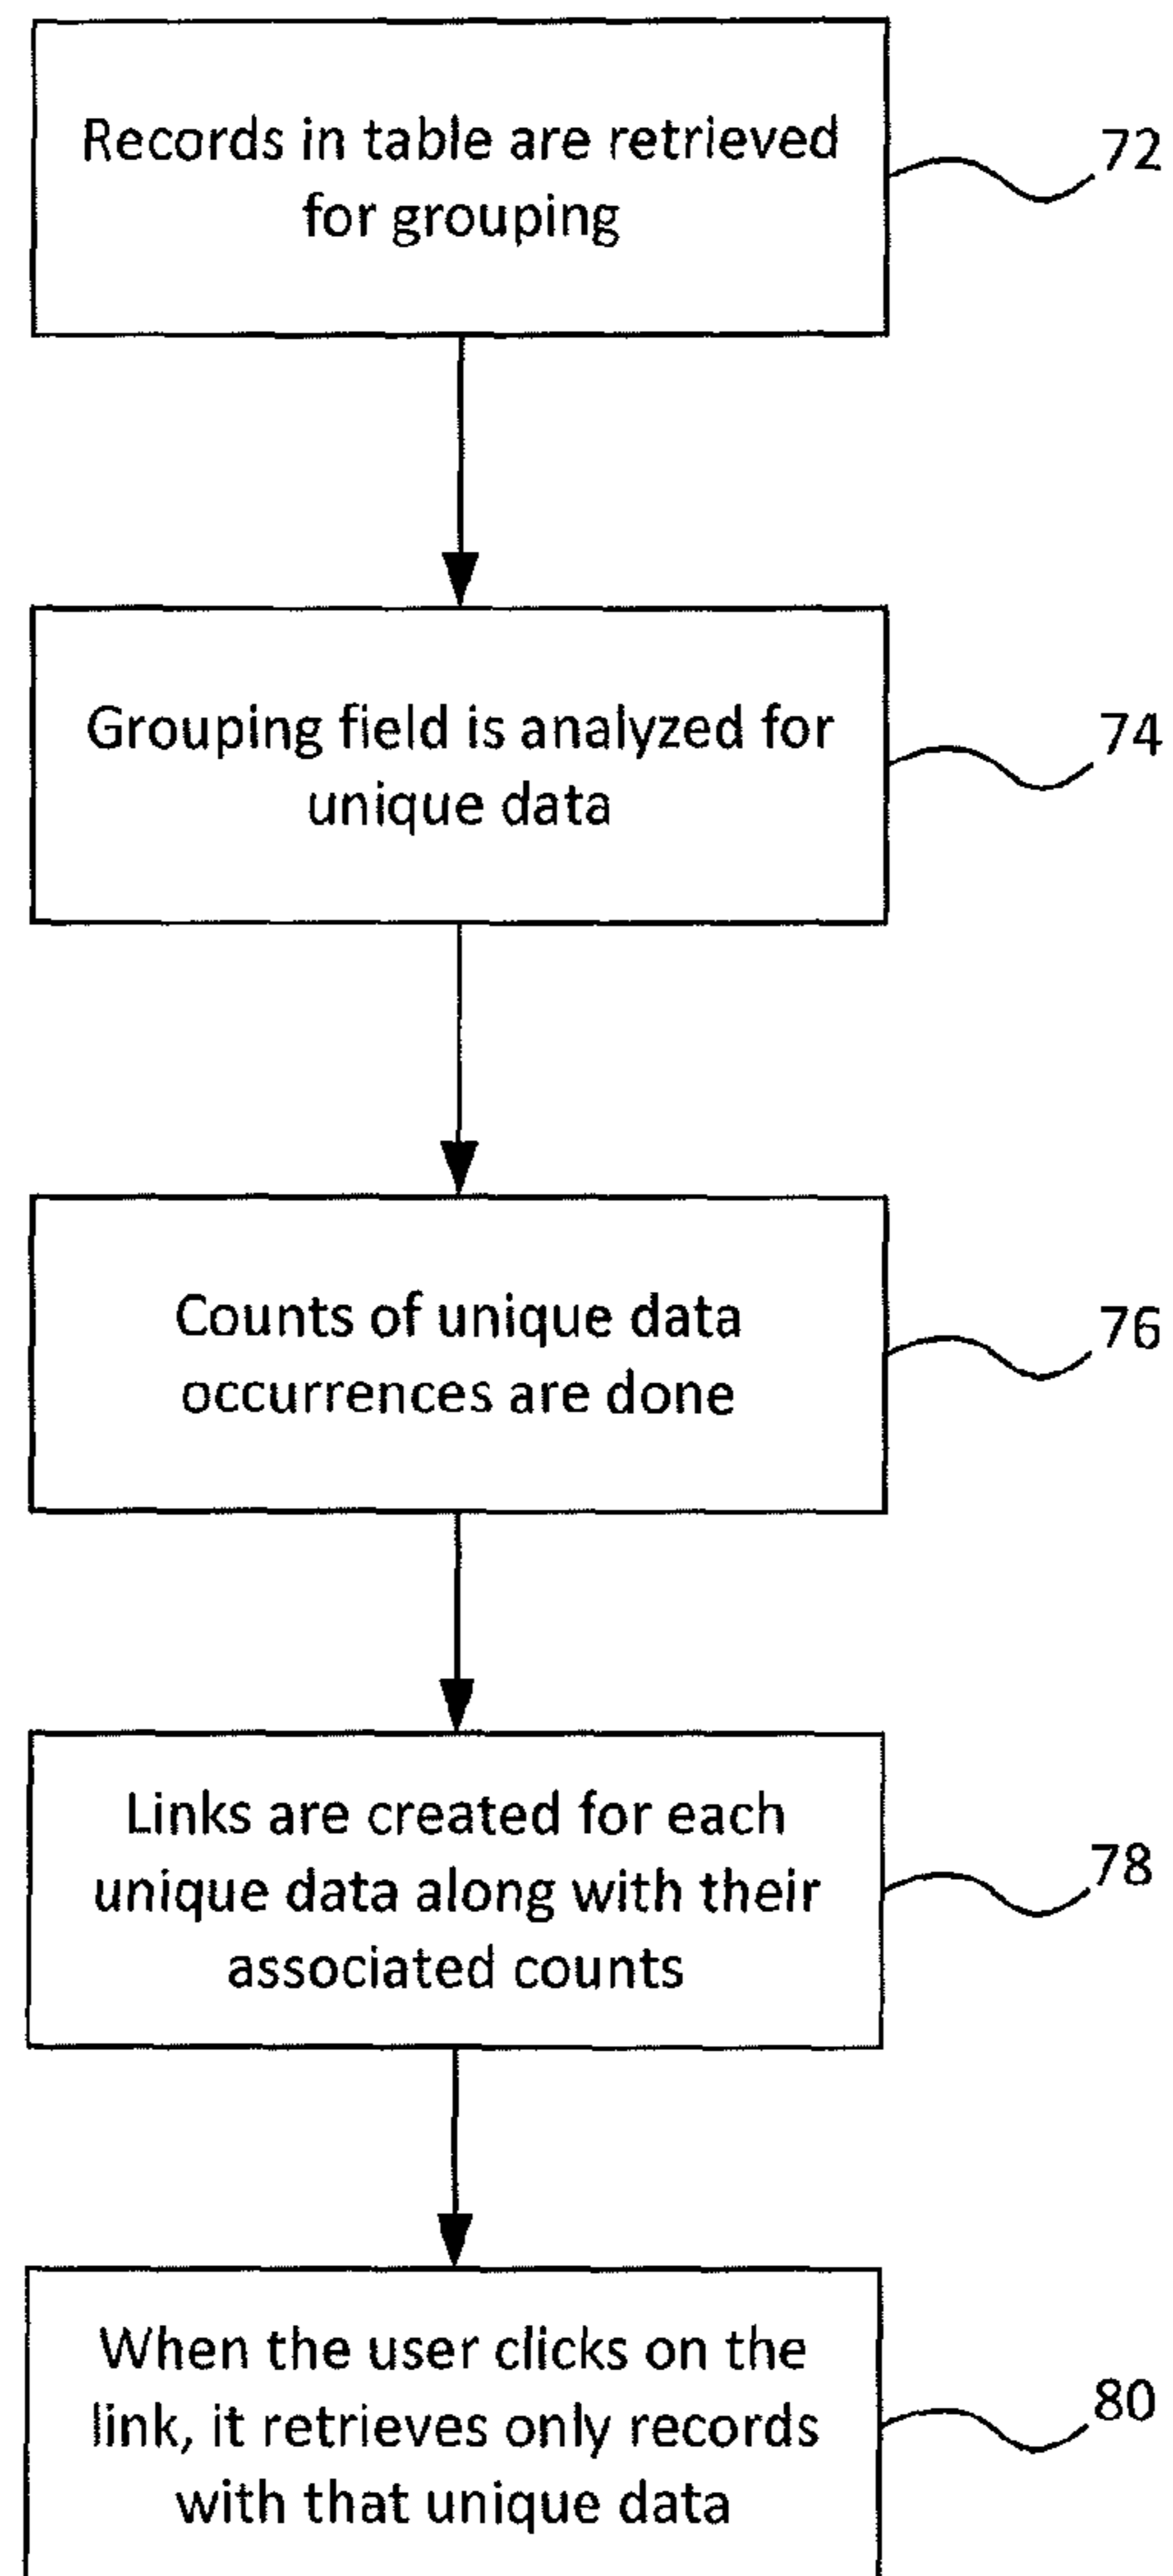 Records in table are retrieved
for grouping
72
Grouping field is analyzed for
unique data
74
Counts of unique data
occurrences are done
76
Links are created for each
unique data along with their
associated counts
78
When the user clicks on the
link, it retrieves only records
with that unique data
80